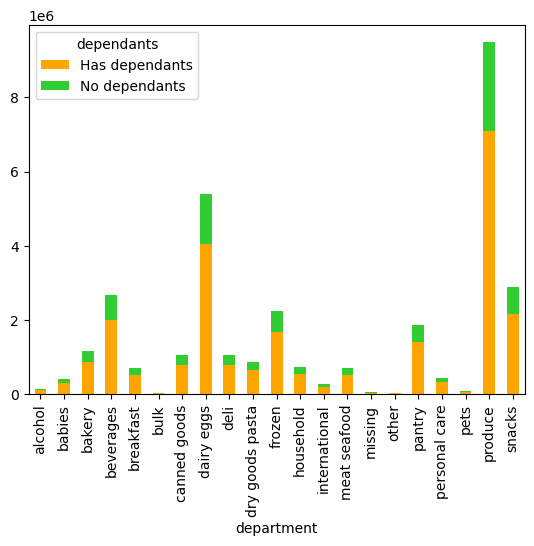 1e6
dependants
Has dependants
No dependants
8
6
4
2
0
alcohol
babies
bakery
beverages
breakfast
bulk
canned goods
dairy eggs
deli
dry goods pasta
frozen
household
international
meat seafood
missing
other
pantry
personal care
pets
produce
snacks
department